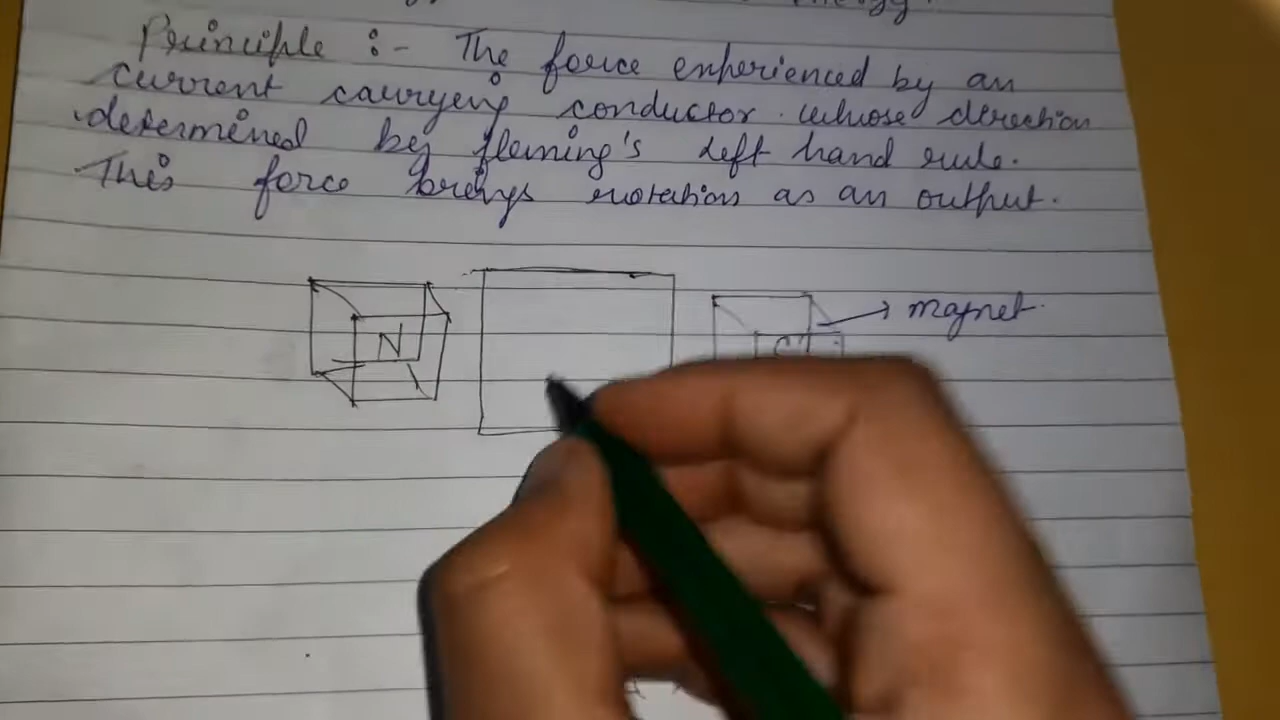 energy.
Principle :- The force experienced by an
current carrying conductor whose direction
determined by fleming's left hand rule.
This force brings rotation as an output.
magnet.
N